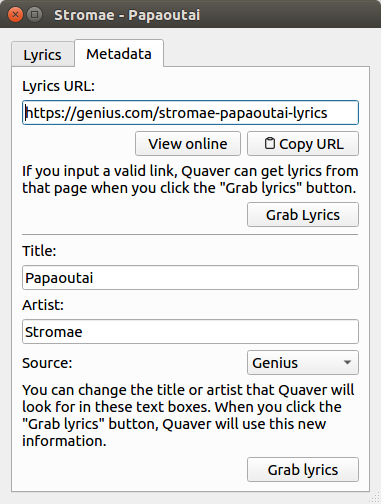 Stromae - Papaoutai
Lyrics Metadata
Lyrics URL:
https://genius.com/stromae-papaoutai-lyrics
View online Copy URL
If you input a valid link, Quaver can get lyrics from
that page when you click the "Grab lyrics" button.
Grab Lyrics
Title:
Papaoutai
Artist:
Stromae
Source: Genius
You can change the title or artist that Quaver will
look for in these text boxes. When you click the
"Grab lyrics" button, Quaver will use this new
information.
Grab lyrics